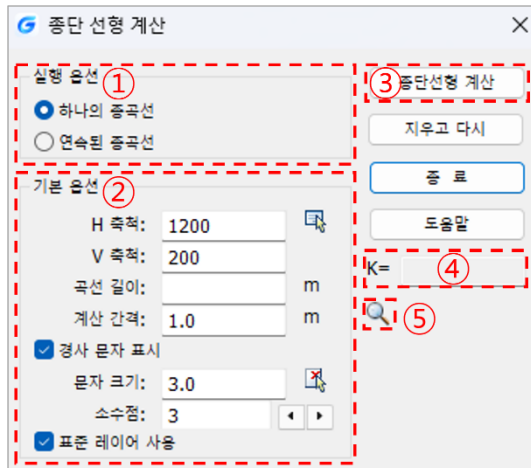 종단 선형 계산
실행 옵션 ①
하나의 종곡선
연속된 종곡선
기본 옵션 ②
H 축척: 1200
V 축척: 200
곡선 길이: m
계산 간격: 1.0 m
경사 문자 표시
문자 크기: 3.0
소수점: 3
표준 레이어 사용
③ 종단선형 계산
지우고 다시
종 료
도움말
K= ④
⑤